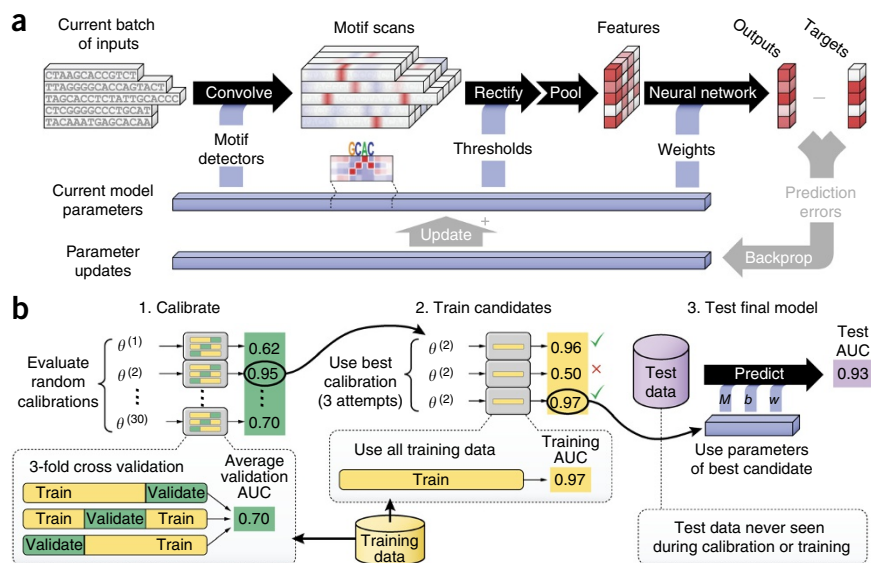 a
Current batch
of inputs
Motif scans
Features
Outputs
Targets
CTAAGCACCGTCT
TTAGGGGCACCAGTACT
TAGCACCTCTATTGCACCC
CTCGGGGCCCTGCAT
TACAAATGAGCACAA
Convolve
Rectify
Pool
Neural network
–
Motif
detectors
GCAC
Thresholds
Weights
Current model
parameters
Prediction
errors
Update
+
Parameter
updates
Backprop
b
1. Calibrate
2. Train candidates
3. Test final model
Evaluate
random
calibrations
θ(1)
0.62
θ(2)
0.95
θ(30)
0.70
Use best
calibration
(3 attempts)
θ(2)
0.96
✓
θ(2)
0.50
×
θ(2)
0.97
✓
Test
data
Predict
M b w
Test
AUC
0.93
Use parameters
of best candidate
3-fold cross validation
Average
validation
AUC
Train Validate
Train Validate Train
Validate Train
0.70
Use all training data
Training
AUC
Train
0.97
Training
data
Test data never seen
during calibration or training